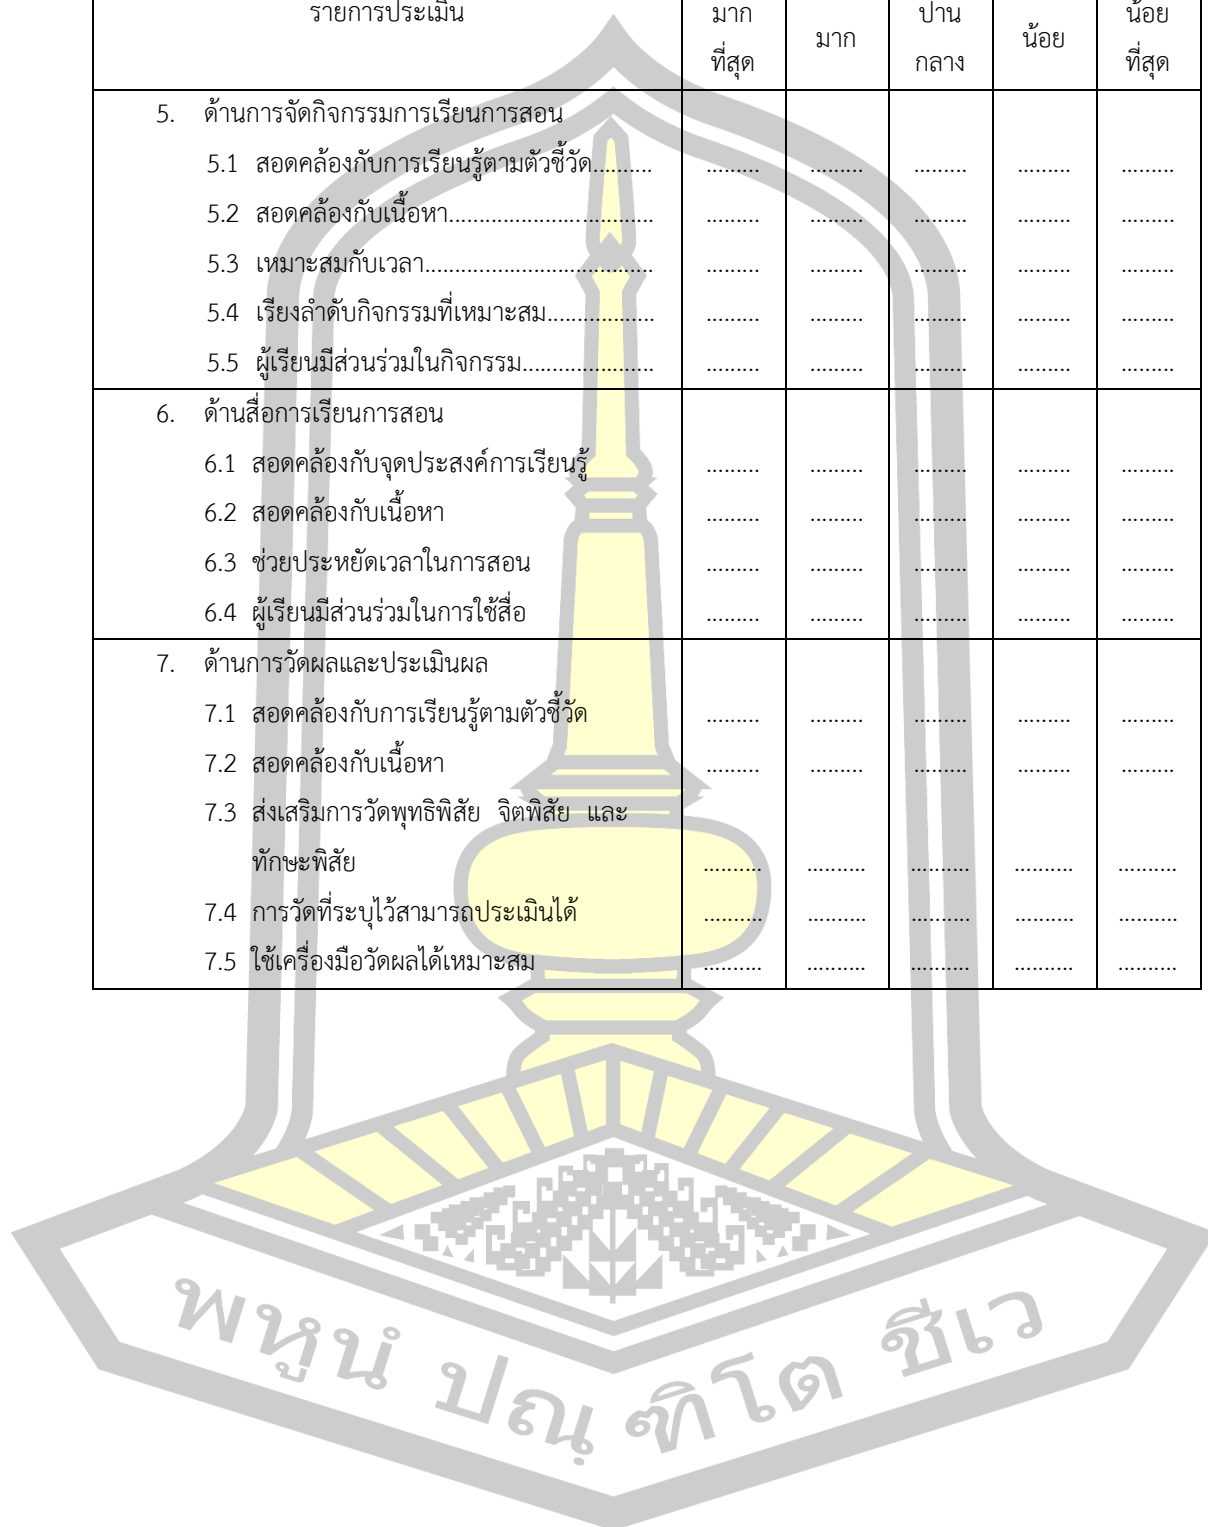 รายการประเมิน มาก ที่สุด มาก ปาน กลาง น้อย น้อย ที่สุด
5. ด้านการจัดกิจกรรมการเรียนการสอน
5.1 สอดคล้องกับการเรียนรู้ตามตัวชี้วัด.......... ......... ......... ......... ......... .........
5.2 สอดคล้องกับเนื้อหา.................................. ......... ......... ......... ......... .........
5.3 เหมาะสมกับเวลา...................................... ......... ......... ......... ......... .........
5.4 เรียงลำดับกิจกรรมที่เหมาะสม.................. ......... ......... ......... ......... .........
5.5 ผู้เรียนมีส่วนร่วมในกิจกรรม...................... ......... ......... ......... ......... .........
6. ด้านสื่อการเรียนการสอน
6.1 สอดคล้องกับจุดประสงค์การเรียนรู้ ......... ......... ......... ......... .........
6.2 สอดคล้องกับเนื้อหา ......... ......... ......... ......... .........
6.3 ช่วยประหยัดเวลาในการสอน ......... ......... ......... ......... .........
6.4 ผู้เรียนมีส่วนร่วมในการใช้สื่อ ......... ......... ......... ......... .........
7. ด้านการวัดผลและประเมินผล
7.1 สอดคล้องกับการเรียนรู้ตามตัวชี้วัด ......... ......... ......... ......... .........
7.2 สอดคล้องกับเนื้อหา ......... ......... ......... ......... .........
7.3 ส่งเสริมการวัดพุทธิพิสัย จิตพิสัย และ
ทักษะพิสัย .......... .......... .......... .......... ..........
7.4 การวัดที่ระบุไว้สามารถประเมินได้ .......... .......... .......... .......... ..........
7.5 ใช้เครื่องมือวัดผลได้เหมาะสม .......... .......... .......... .......... ..........
พหูนํ ปณฺฑิโต ชีเว